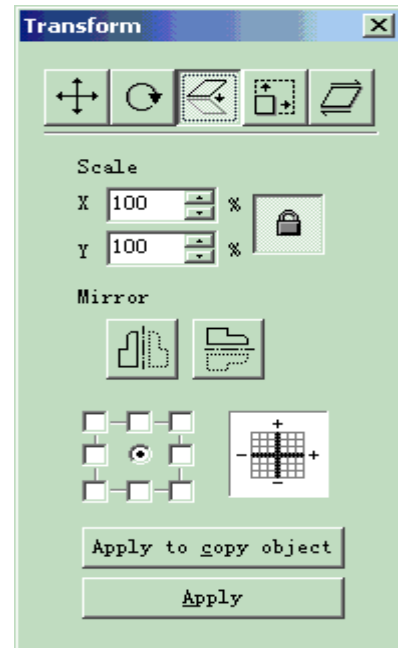 Transform
Scale
X 100 %
Y 100 %
Mirror
+
- +
-
Apply to copy object
Apply